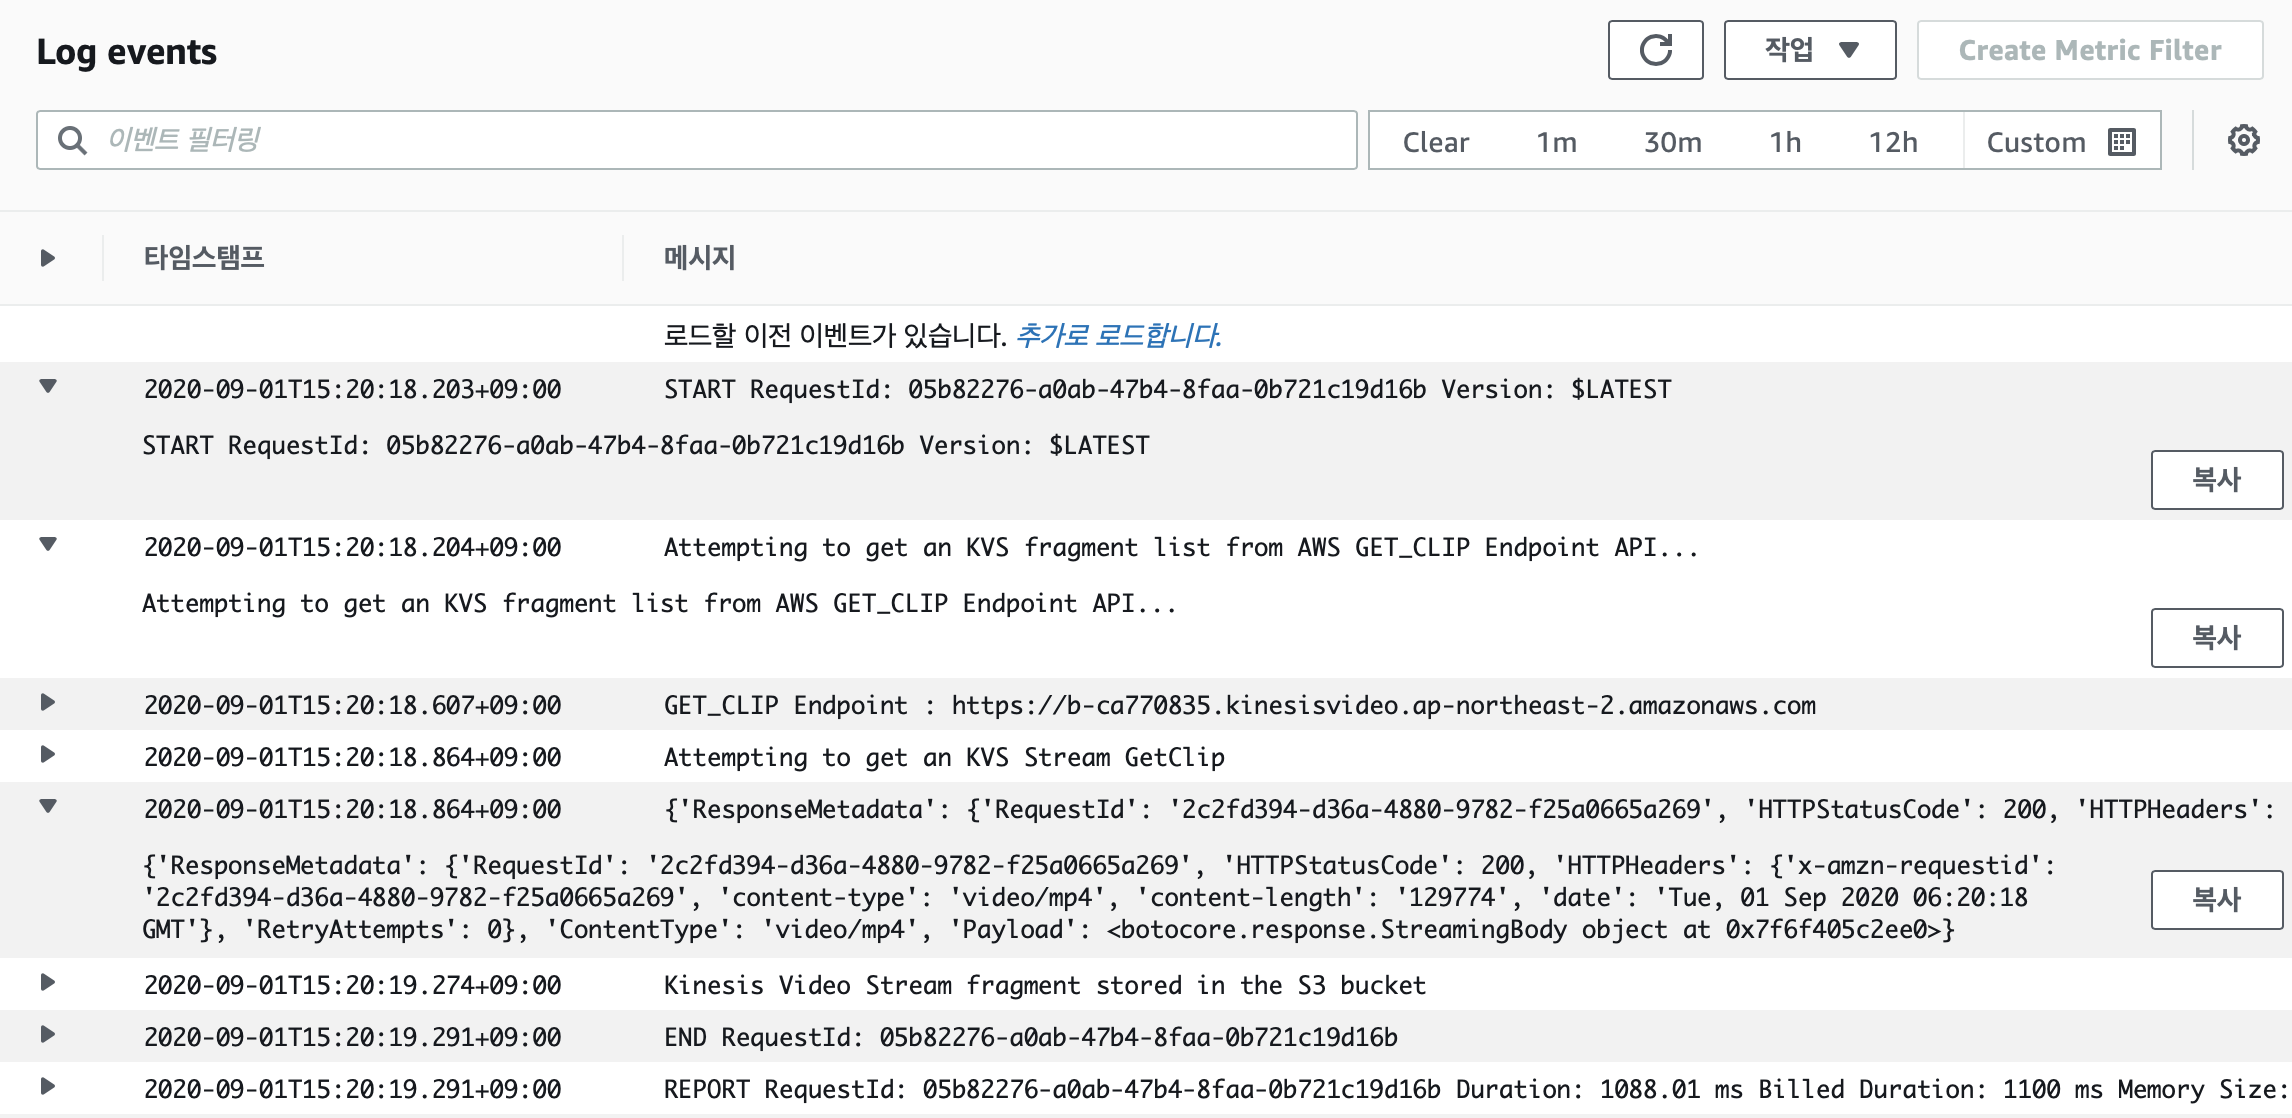 Log events
작업
Create Metric Filter
이벤트 필터링
Clear 1m 30m 1h 12h Custom
타임스탬프 메시지
로드할 이전 이벤트가 있습니다. 추가로 로드합니다.
2020-09-01T15:20:18.203+09:00 START RequestId: 05b82276-a0ab-47b4-8faa-0b721c19d16b Version: $LATEST
START RequestId: 05b82276-a0ab-47b4-8faa-0b721c19d16b Version: $LATEST
복사
2020-09-01T15:20:18.204+09:00 Attempting to get an KVS fragment list from AWS GET_CLIP Endpoint API...
Attempting to get an KVS fragment list from AWS GET_CLIP Endpoint API...
복사
2020-09-01T15:20:18.607+09:00 GET_CLIP Endpoint : https://b-ca770835.kinesisvideo.ap-northeast-2.amazonaws.com
2020-09-01T15:20:18.864+09:00 Attempting to get an KVS Stream GetClip
2020-09-01T15:20:18.864+09:00 {'ResponseMetadata': {'RequestId': '2c2fd394-d36a-4880-9782-f25a0665a269', 'HTTPStatusCode': 200, 'HTTPHeaders':
{'ResponseMetadata': {'RequestId': '2c2fd394-d36a-4880-9782-f25a0665a269', 'HTTPStatusCode': 200, 'HTTPHeaders': {'x-amzn-requestid':
'2c2fd394-d36a-4880-9782-f25a0665a269', 'content-type': 'video/mp4', 'content-length': '129774', 'date': 'Tue, 01 Sep 2020 06:20:18
GMT'}, 'RetryAttempts': 0}, 'ContentType': 'video/mp4', 'Payload': <botocore.response.StreamingBody object at 0x7f6f405c2ee0>}
복사
2020-09-01T15:20:19.274+09:00 Kinesis Video Stream fragment stored in the S3 bucket
2020-09-01T15:20:19.291+09:00 END RequestId: 05b82276-a0ab-47b4-8faa-0b721c19d16b
2020-09-01T15:20:19.291+09:00 REPORT RequestId: 05b82276-a0ab-47b4-8faa-0b721c19d16b Duration: 1088.01 ms Billed Duration: 1100 ms Memory Size: